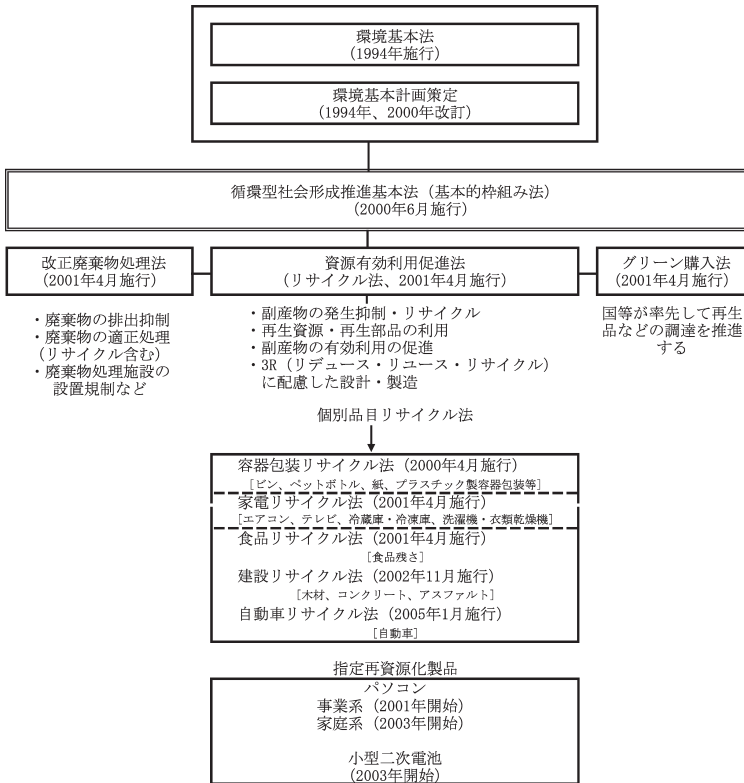 環境基本法
(1994年施行)
環境基本計画策定
(1994年、2000年改訂)
循環型社会形成推進基本法(基本的枠組み法)
(2000年6月施行)
改正廃棄物処理法
(2001年4月施行)
・廃棄物の排出抑制
・廃棄物の適正処理
(リサイクル含む)
・廃棄物処理施設の
設置規制など
資源有効利用促進法
(リサイクル法、2001年4月施行)
・副産物の発生抑制・リサイクル
・再生資源・再生部品の利用
・副産物の有効利用の促進
・3R(リデュース・リユース・リサイクル)
に配慮した設計・製造
グリーン購入法
(2001年4月施行)
国等が率先して再生
品などの調達を推進
する
個別品目リサイクル法
容器包装リサイクル法(2000年4月施行)
[ビン、ペットボトル、紙、プラスチック製容器包装等]
家電リサイクル法(2001年4月施行)
[エアコン、テレビ、冷蔵庫・冷凍庫、洗濯機・衣類乾燥機]
食品リサイクル法(2001年4月施行)
[食品残さ]
建設リサイクル法(2002年11月施行)
[木材、コンクリート、アスファルト]
自動車リサイクル法(2005年1月施行)
[自動車]
指定再資源化製品
パソコン
事業系(2001年開始)
家庭系(2003年開始)
小型二次電池
(2003年開始)